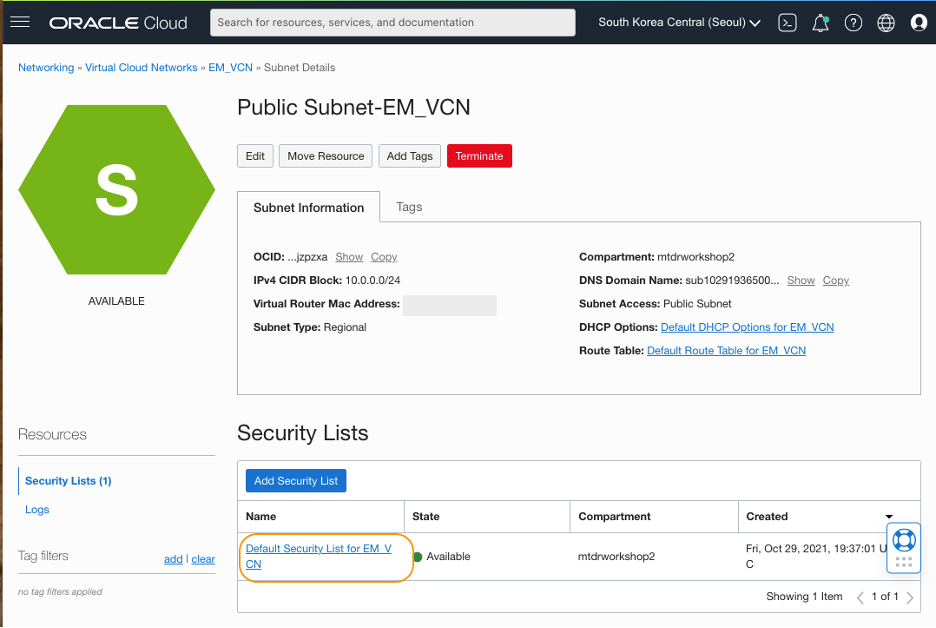 ORACLE Cloud
Search for resources, services, and documentation
South Korea Central (Seoul)
Networking » Virtual Cloud Networks » EM_VCN » Subnet Details
S
AVAILABLE
Public Subnet-EM_VCN
Edit
Move Resource
Add Tags
Terminate
Subnet Information
Tags
OCID: ...jzpzxa Show Copy
IPv4 CIDR Block: 10.0.0.0/24
Virtual Router Mac Address:
Subnet Type: Regional
Compartment: mtdrworkshop2
DNS Domain Name: sub10291936500... Show Copy
Subnet Access: Public Subnet
DHCP Options: Default DHCP Options for EM_VCN
Route Table: Default Route Table for EM_VCN
Resources
Security Lists (1)
Logs
Tag filters add | clear
no tag filters applied
Security Lists
Add Security List
Name State Compartment Created
Default Security List for EM_V
CN
Available
mtdrworkshop2
Fri, Oct 29, 2021, 19:37:01 U
C
Showing 1 Item < 1 of 1 >